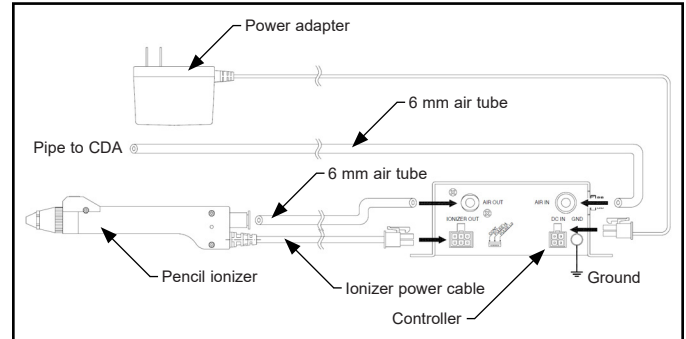 Power adapter
6 mm air tube
Pipe to CDA
6 mm air tube
AIR OUT
AIR IN
IONIZER OUT
DC IN GND
Pencil ionizer
Ionizer power cable
Ground
Controller